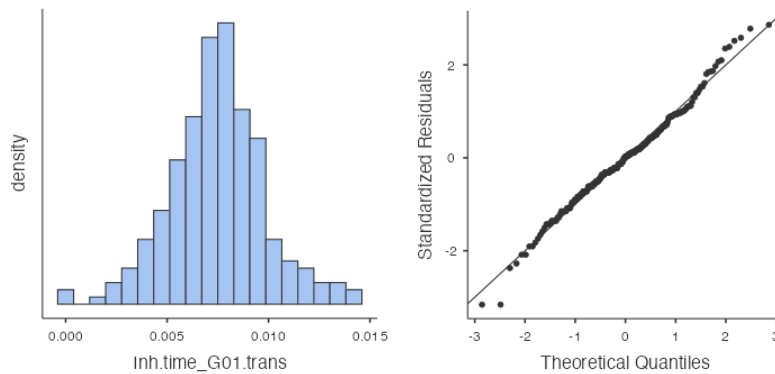 density
0.000 0.005 0.010 0.015
Inh.time_G01.trans
Standardized Residuals
2
0
-2
-3 -2 -1 0 1 2 3
Theoretical Quantiles